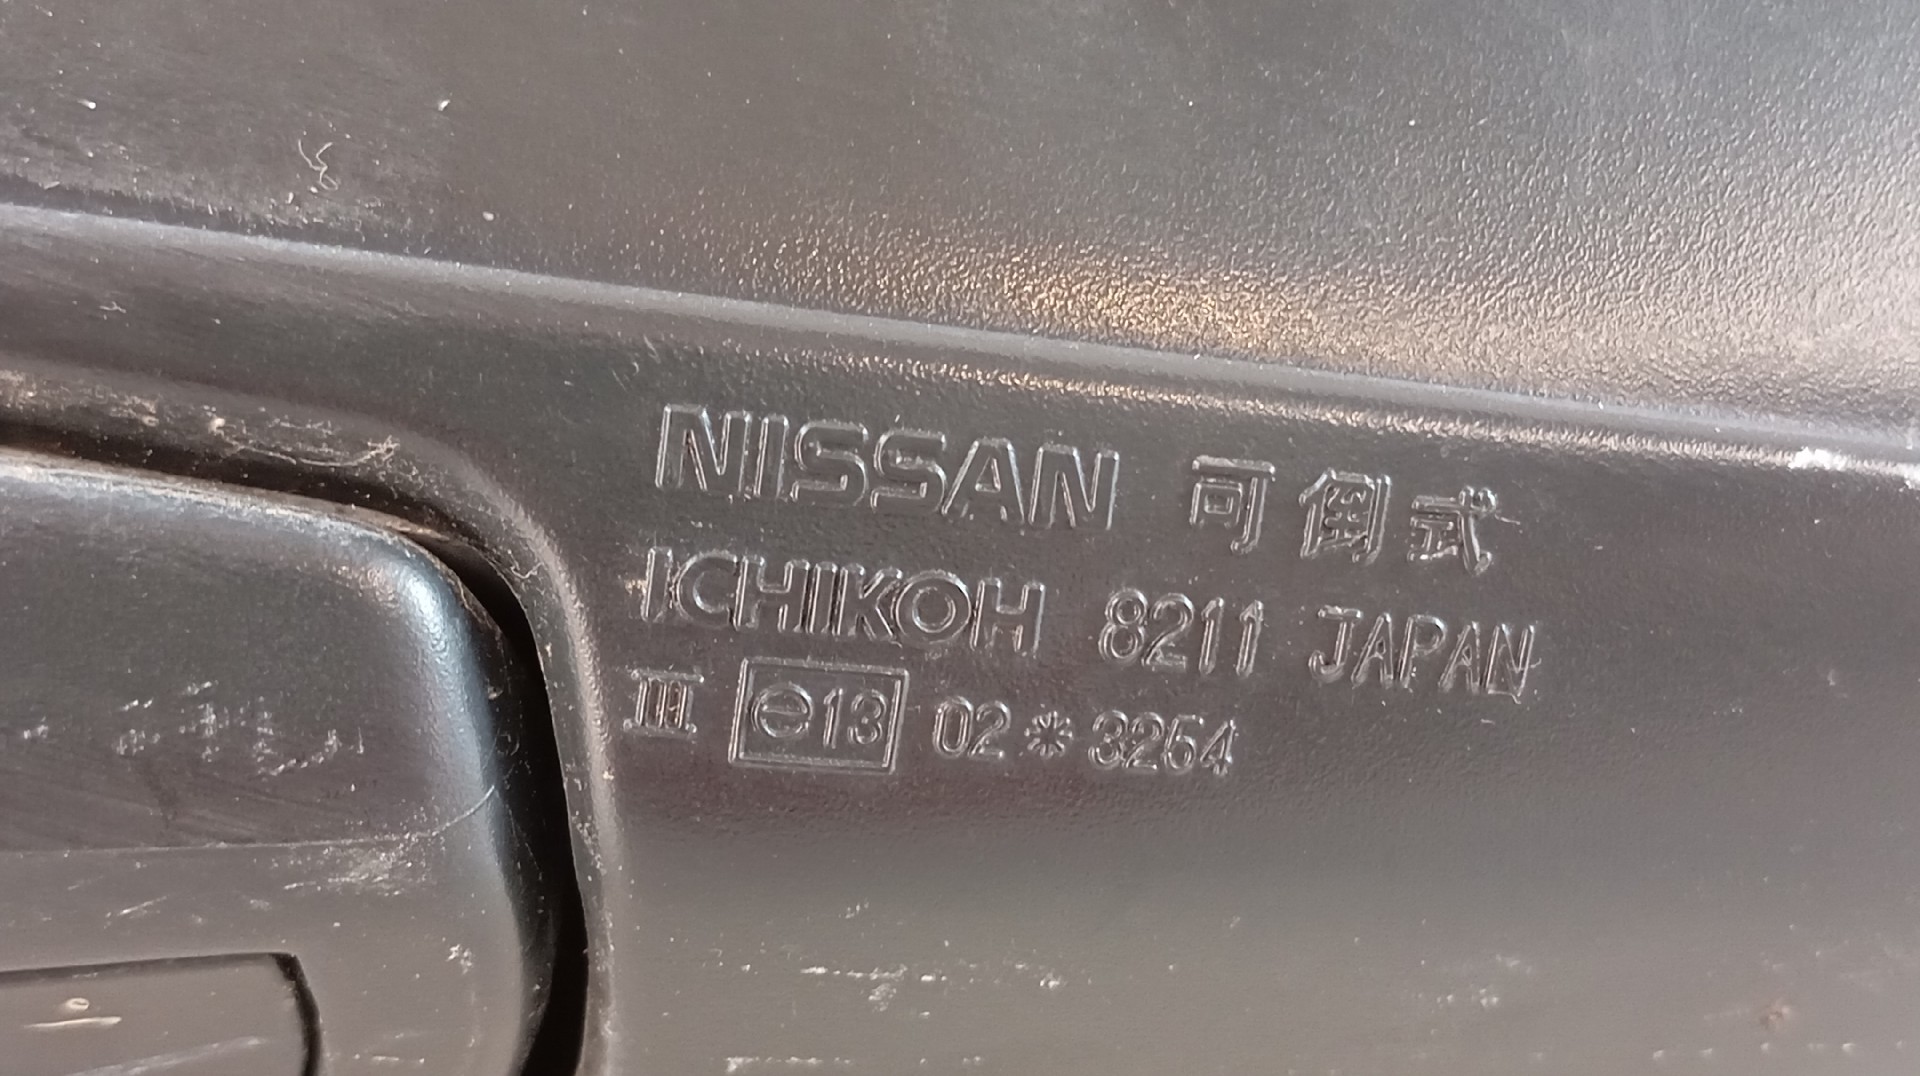 NISSAN 可倒式
ICHIKOH 8211 JAPAN
III e13 02*3254